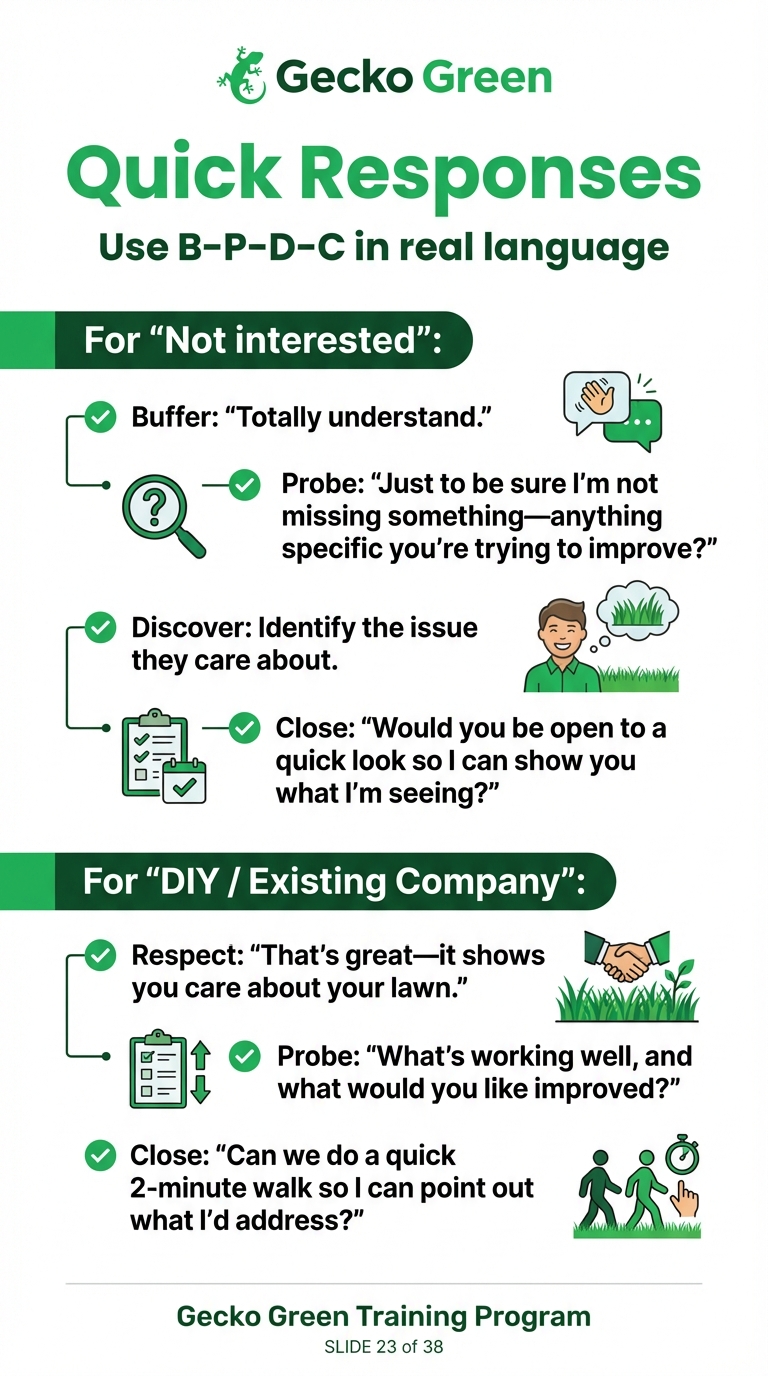 Gecko Green
Quick Responses
Use B-P-D-C in real language
For “Not interested”:
Buffer: “Totally understand.”
?
Probe: “Just to be sure I’m not
missing something—anything
specific you’re trying to improve?”
Discover: Identify the issue
they care about.
Close: “Would you be open to a
quick look so I can show you
what I’m seeing?”
For “DIY / Existing Company”:
Respect: “That’s great—it shows
you care about your lawn.”
Probe: “What’s working well, and
what would you like improved?”
Close: “Can we do a quick
2-minute walk so I can point out
what I’d address?”
Gecko Green Training Program
SLIDE 23 of 38